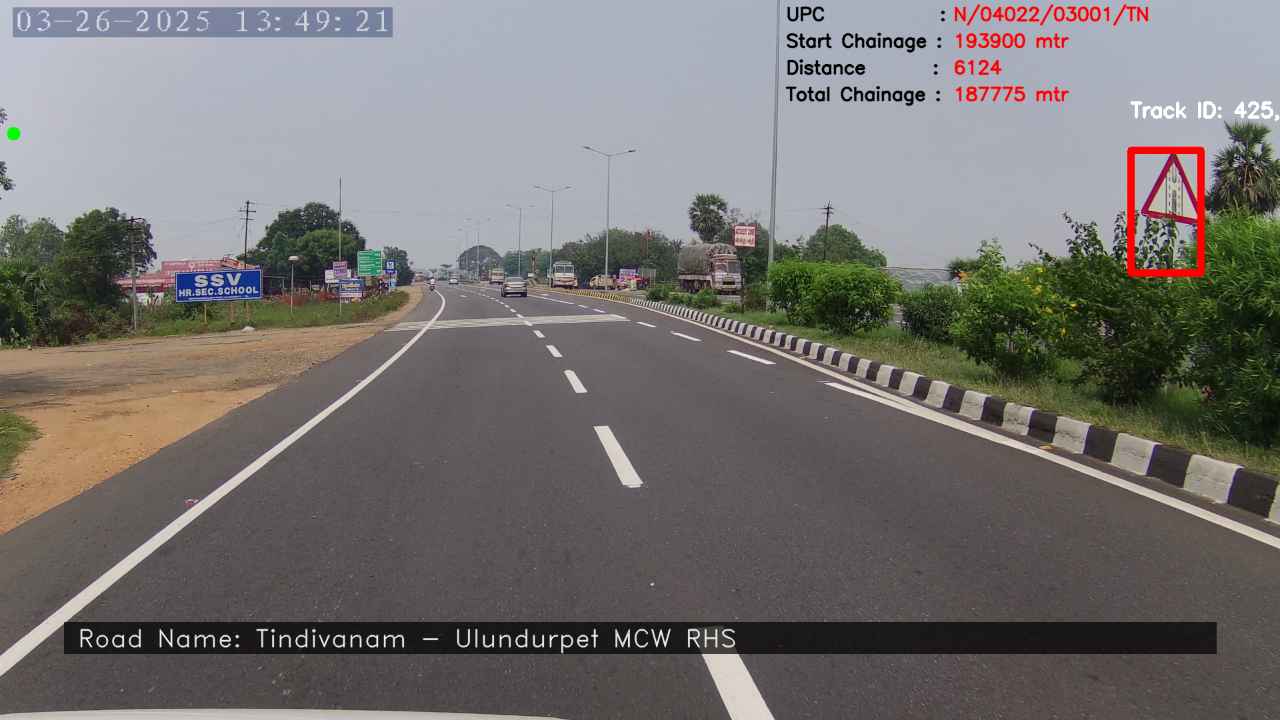 03-26-2025 13:49:21
UPC : N/04022/03001/TN
Start Chainage : 193900 mtr
Distance : 6124
Total Chainage : 187775 mtr
Track ID: 425,
SSV
HR.SEC.SCHOOL
Road Name: Tindivanam – Ulundurpet MCW RHS